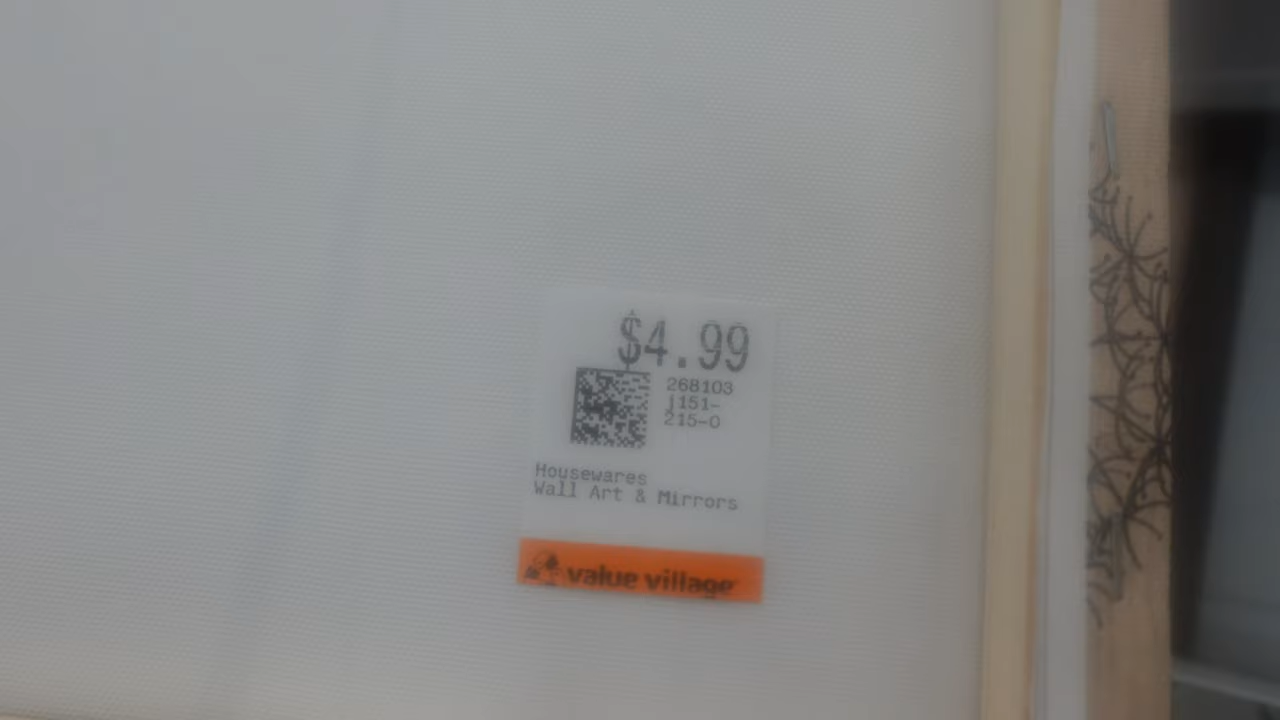 $4.99
268103
j151-
215-0
Housewares
Wall Art & Mirrors
value village